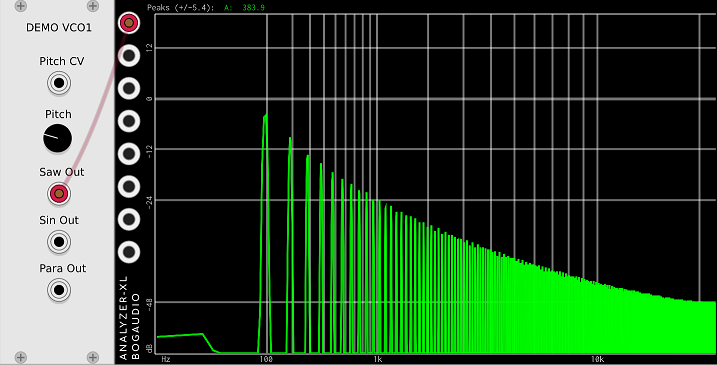 DEMO VCO1
Pitch CV
Pitch
Saw Out
Sin Out
Para Out
ANALYZER-XL
BOGAUDIO
Peaks (+/-5.4): A: 383.9
12
0
-12
-24
-48
dB
Hz
100
1k
10k